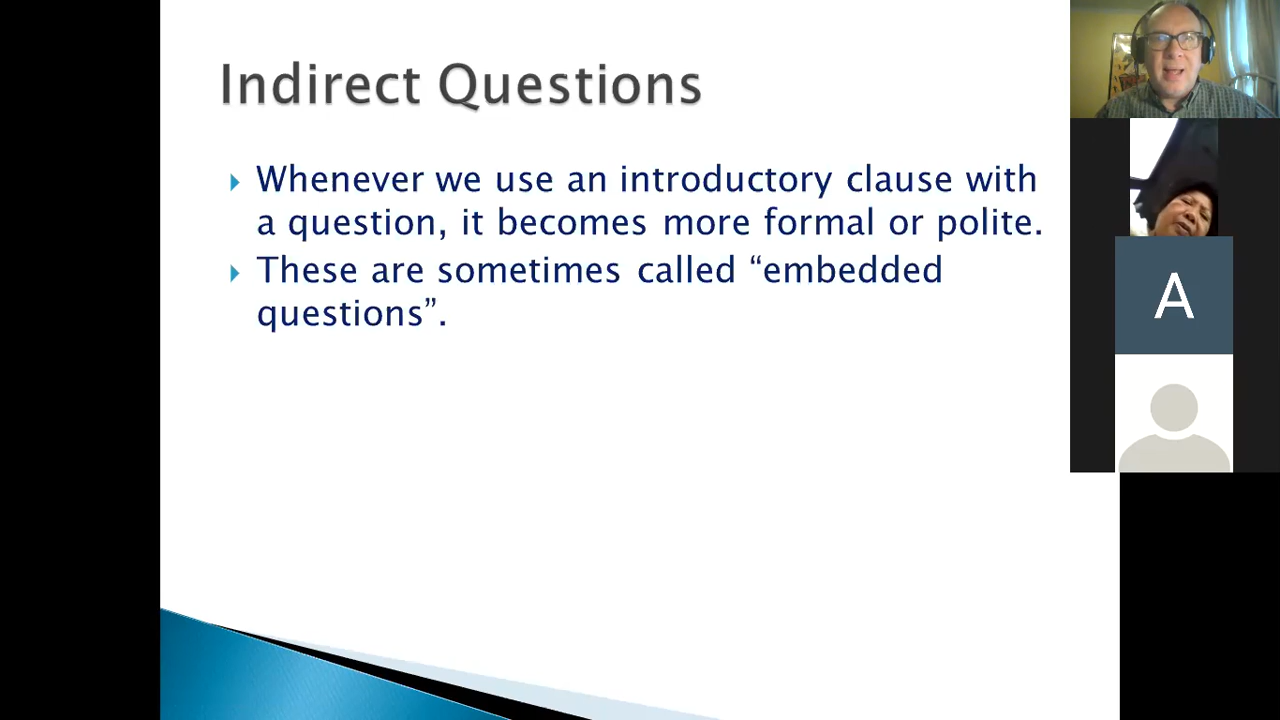 Indirect Questions
Whenever we use an introductory clause with
a question, it becomes more formal or polite.
These are sometimes called “embedded
questions”.
A